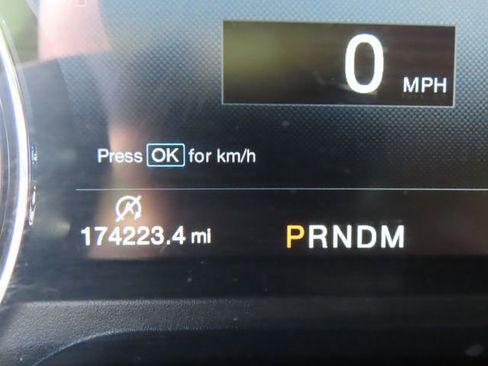 0 MPH
Press OK for km/h
174223.4 mi PRNDM